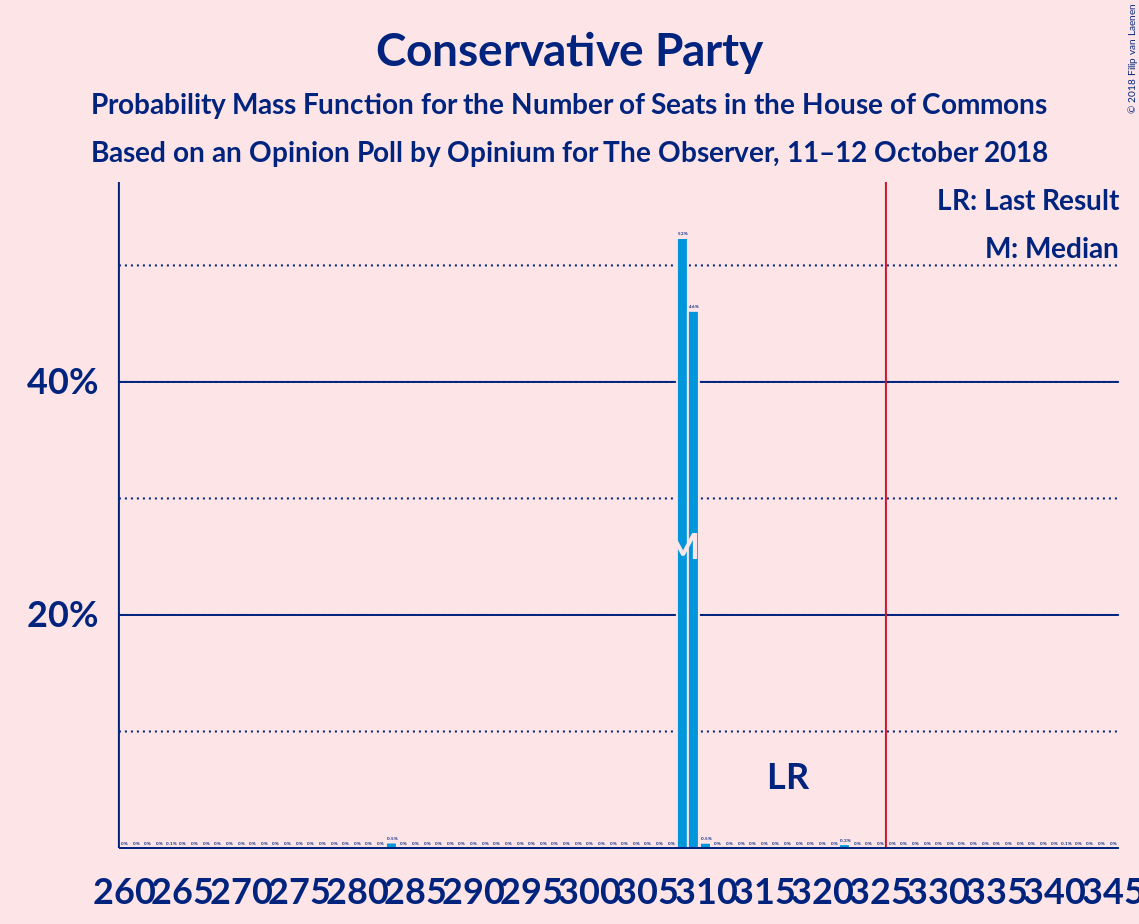 Conservative Party
Probability Mass Function for the Number of Seats in the House of Commons
Based on an Opinion Poll by Opinium for The Observer, 11–12 October 2018
© 2018 Filip van Laenen
LR: Last Result
M: Median
52%
46%
40%
M
20%
LR
260 265 270 275 280 285 290 295 300 305 310 315 320 325 330 335 340 345